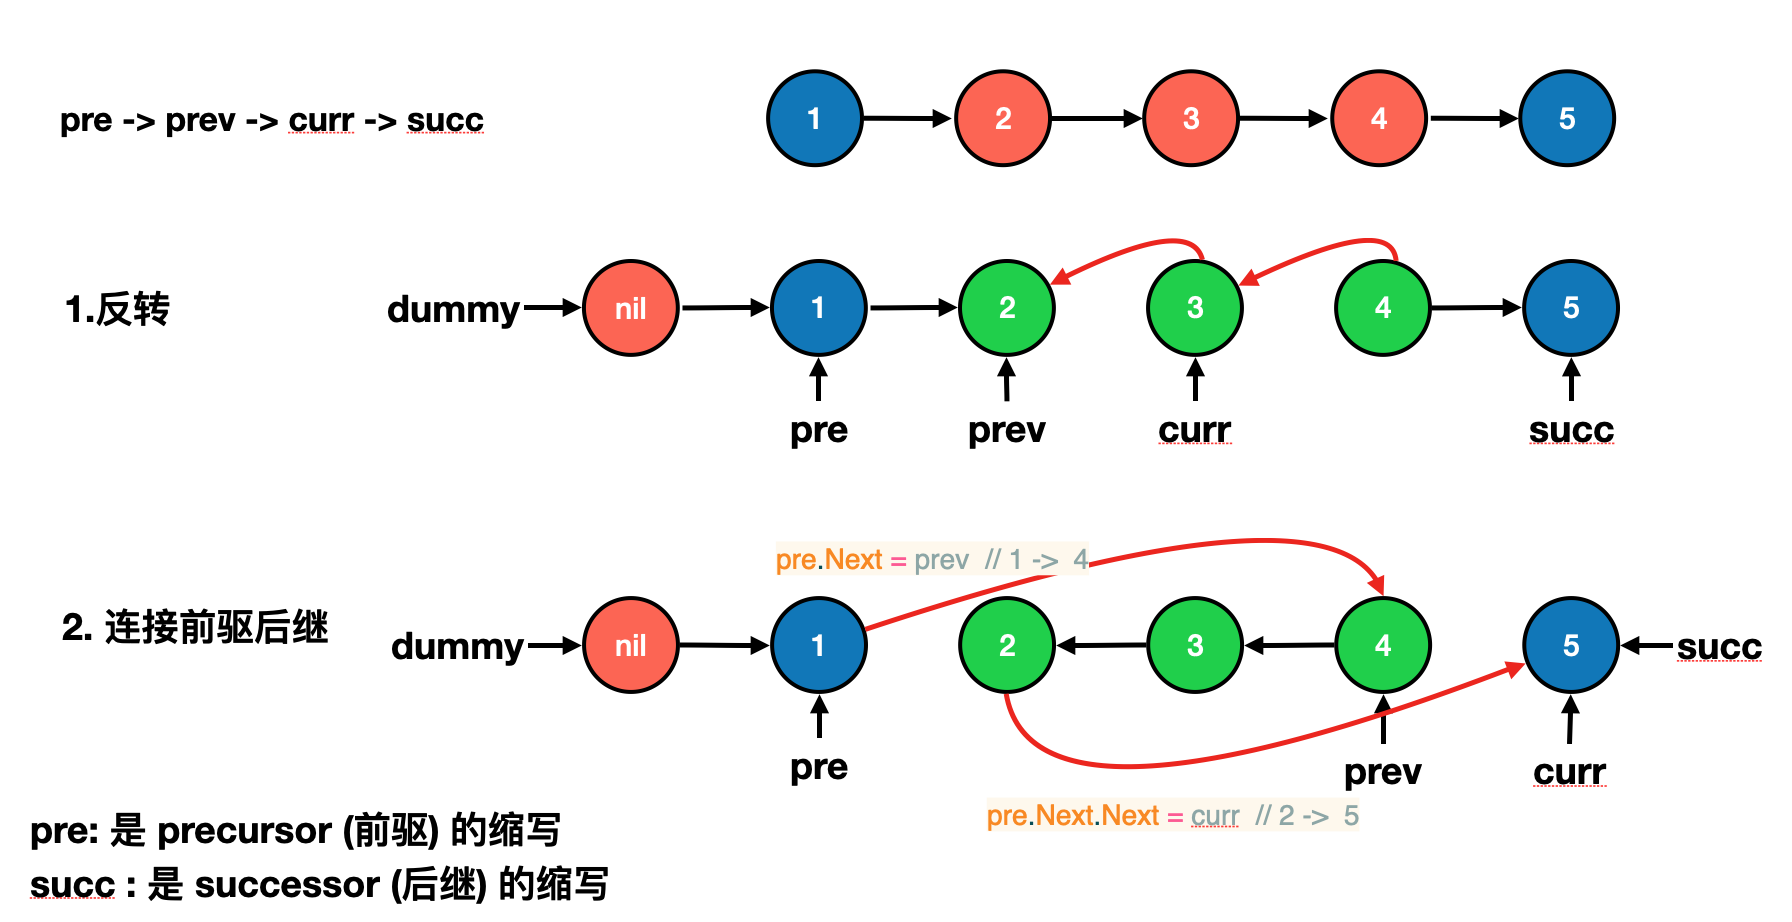 pre -> prev -> curr -> succ
1 2 3 4 5
1.反转
dummy nil 1 2 3 4 5
pre prev curr succ
pre.Next = prev // 1 -> 4
2. 连接前驱后继
dummy nil 1 2 3 4 5 succ
pre prev curr
pre.Next.Next = curr // 2 -> 5
pre: 是 precursor (前驱) 的缩写
succ : 是 successor (后继) 的缩写